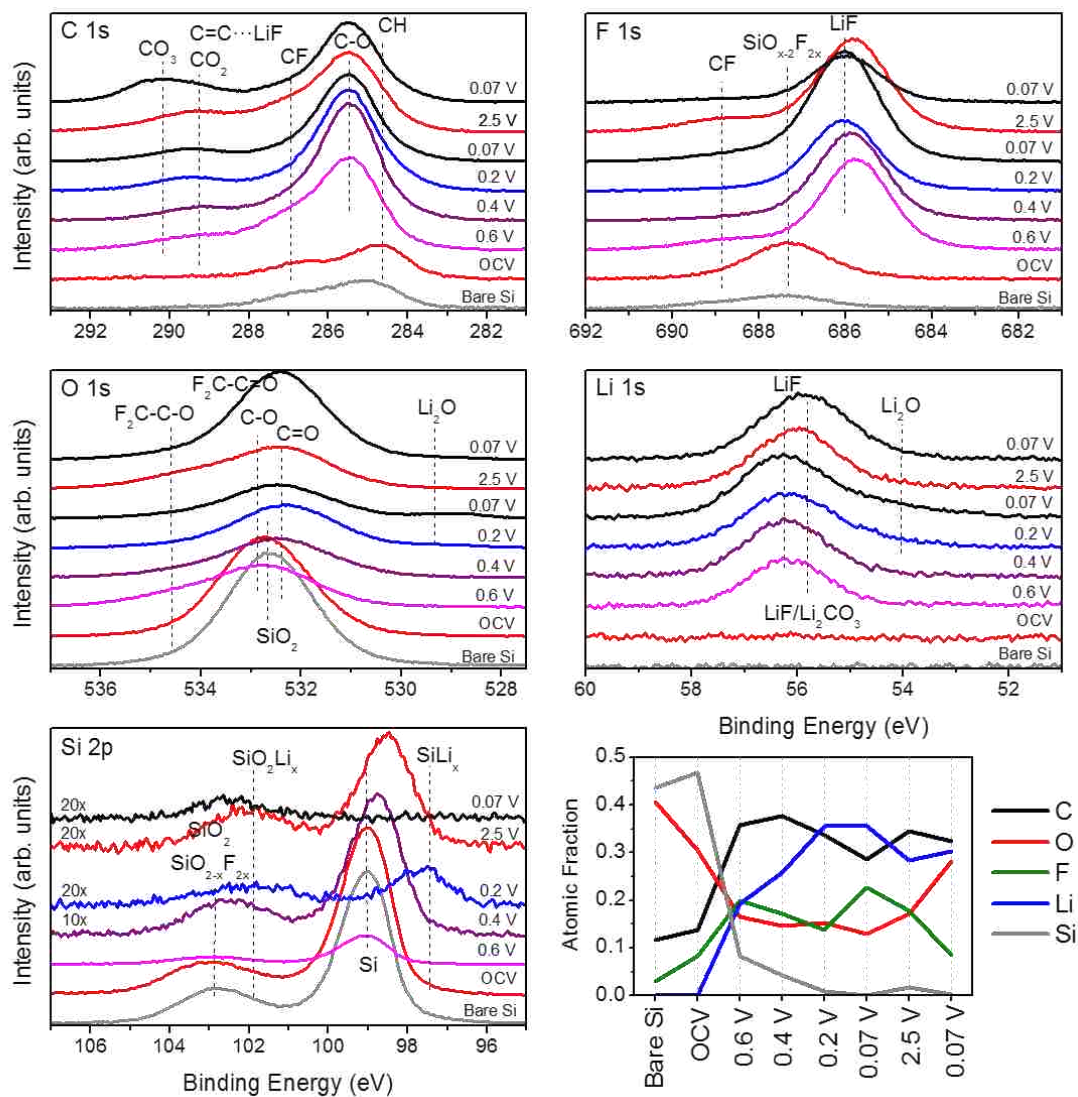 C 1s
CO3
C=C···LiF
CO2
CF
C-O
CH
0.07 V
2.5 V
0.07 V
0.2 V
0.4 V
0.6 V
OCV
Bare Si
Intensity (arb. units)
292 290 288 286 284 282
F 1s
CF
SiOx-2F2x
LiF
0.07 V
2.5 V
0.07 V
0.2 V
0.4 V
0.6 V
OCV
Bare Si
692 690 688 686 684 682
O 1s
F2C-C=O
F2C-C-O
C-O
C=O
Li2O
0.07 V
2.5 V
0.07 V
0.2 V
0.4 V
0.6 V
SiO2
OCV
Bare Si
Intensity (arb. units)
536 534 532 530 528
Li 1s
LiF
Li2O
0.07 V
2.5 V
0.07 V
0.2 V
0.4 V
0.6 V
LiF/Li2CO3
OCV
Bare Si
60 58 56 54 52
Binding Energy (eV)
Si 2p
SiO2Lix
SiLix
20x
0.07 V
20x
SiO2
2.5 V
SiO2-xF2x
20x
0.2 V
10x
0.4 V
0.6 V
Si
OCV
Bare Si
Intensity (arb. units)
106 104 102 100 98 96
Binding Energy (eV)
Atomic Fraction
0.5
0.4
0.3
0.2
0.1
0.0
Bare Si
OCV
0.6 V
0.4 V
0.2 V
0.07 V
2.5 V
0.07 V
C
O
F
Li
Si